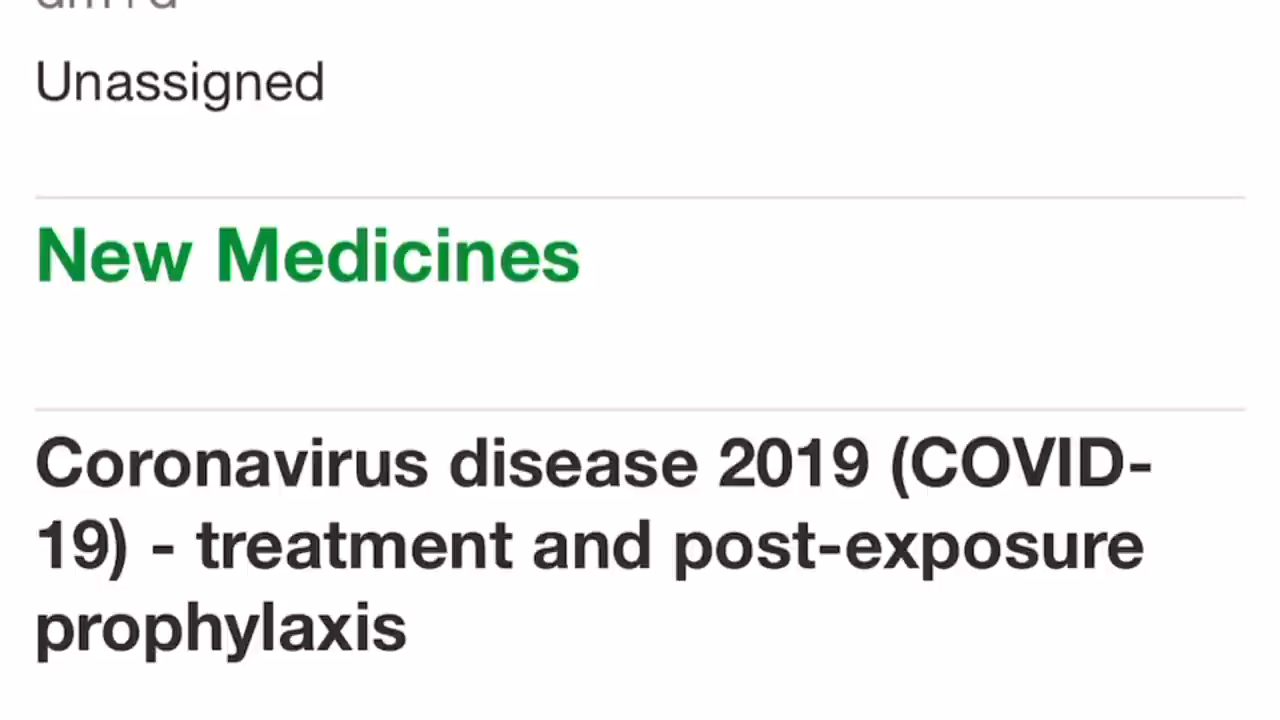 Unassigned
New Medicines
Coronavirus disease 2019 (COVID-
19) - treatment and post-exposure
prophylaxis